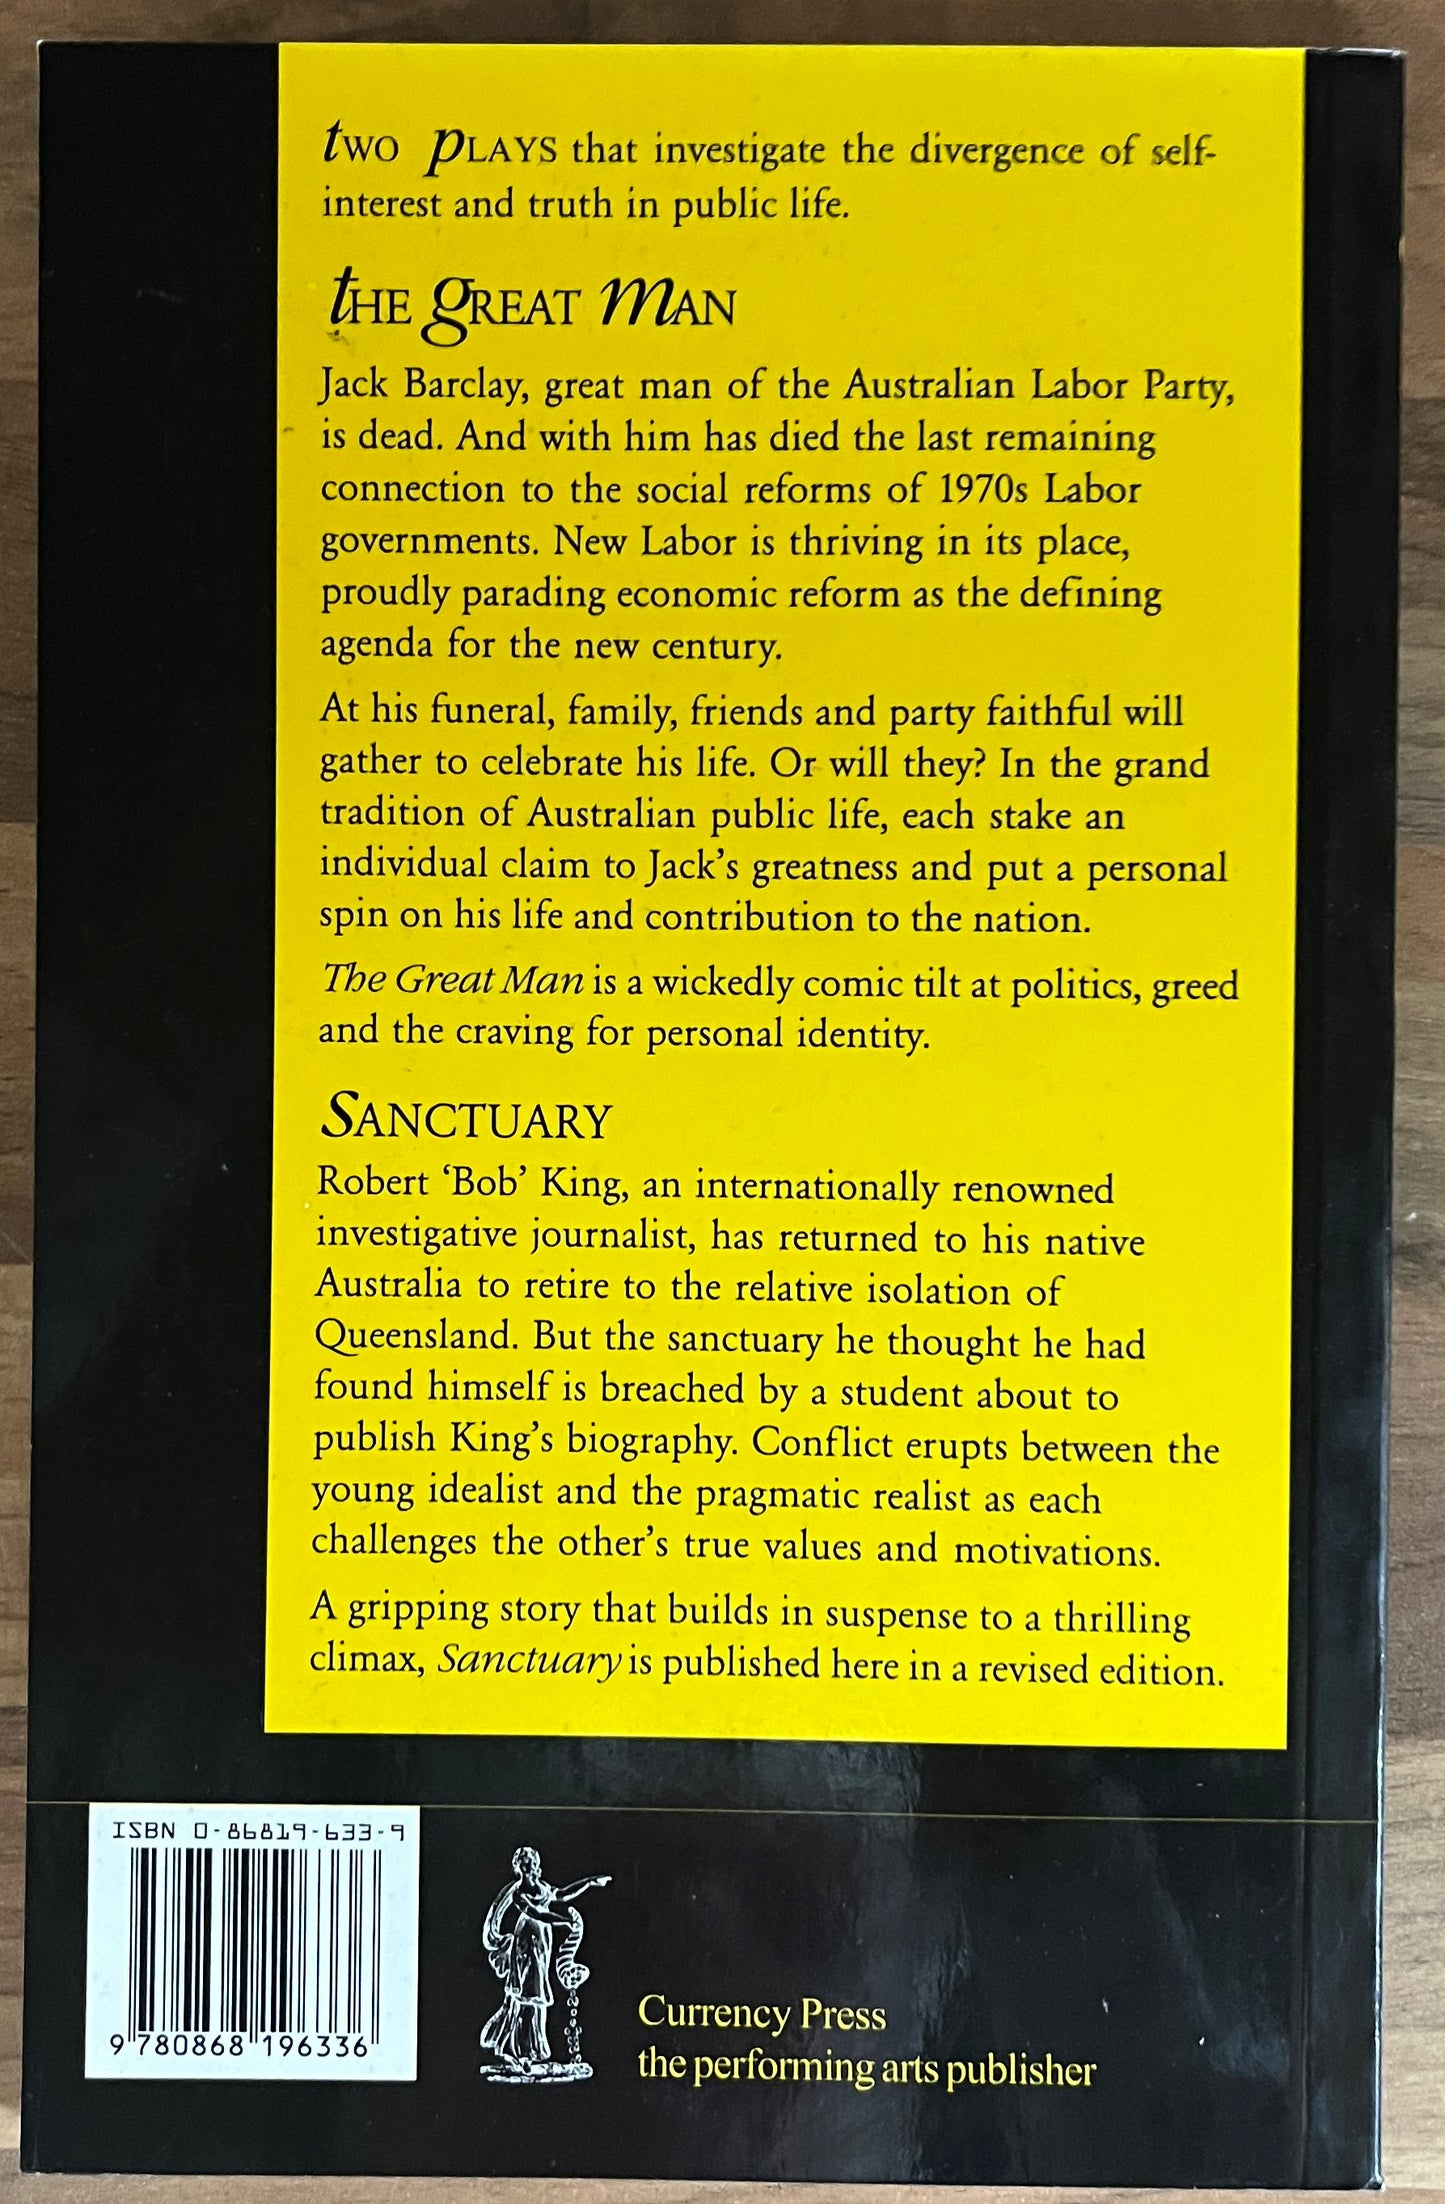 tWO pLAYS that investigate the divergence of self-
interest and truth in public life.
tHE gREAT mAN
Jack Barclay, great man of the Australian Labor Party,
is dead. And with him has died the last remaining
connection to the social reforms of 1970s Labor
governments. New Labor is thriving in its place,
proudly parading economic reform as the defining
agenda for the new century.
At his funeral, family, friends and party faithful will
gather to celebrate his life. Or will they? In the grand
tradition of Australian public life, each stake an
individual claim to Jack's greatness and put a personal
spin on his life and contribution to the nation.
The Great Man is a wickedly comic tilt at politics, greed
and the craving for personal identity.
SANCTUARY
Robert ‘Bob’ King, an internationally renowned
investigative journalist, has returned to his native
Australia to retire to the relative isolation of
Queensland. But the sanctuary he thought he had
found himself is breached by a student about to
publish King's biography. Conflict erupts between the
young idealist and the pragmatic realist as each
challenges the other's true values and motivations.
A gripping story that builds in suspense to a thrilling
climax, Sanctuary is published here in a revised edition.
ISBN 0-86819-633-9
9 780868 196336
Currency Press
the performing arts publisher